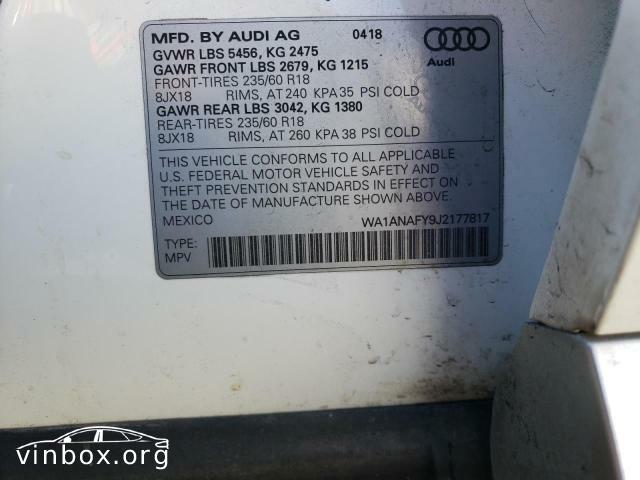 MFD. BY AUDI AG 0418
GVWR LBS 5456, KG 2475
GAWR FRONT LBS 2679, KG 1215
Audi
FRONT-TIRES 235/60 R18
8JX18 RIMS, AT 240 KPA 35 PSI COLD
GAWR REAR LBS 3042, KG 1380
REAR-TIRES 235/60 R18
8JX18 RIMS, AT 260 KPA 38 PSI COLD
THIS VEHICLE CONFORMS TO ALL APPLICABLE
U.S. FEDERAL MOTOR VEHICLE SAFETY AND
THEFT PREVENTION STANDARDS IN EFFECT ON
THE DATE OF MANUFACTURE SHOWN ABOVE.
MEXICO WA1ANAFY9J2177817
TYPE:
MPV
vinbox.org